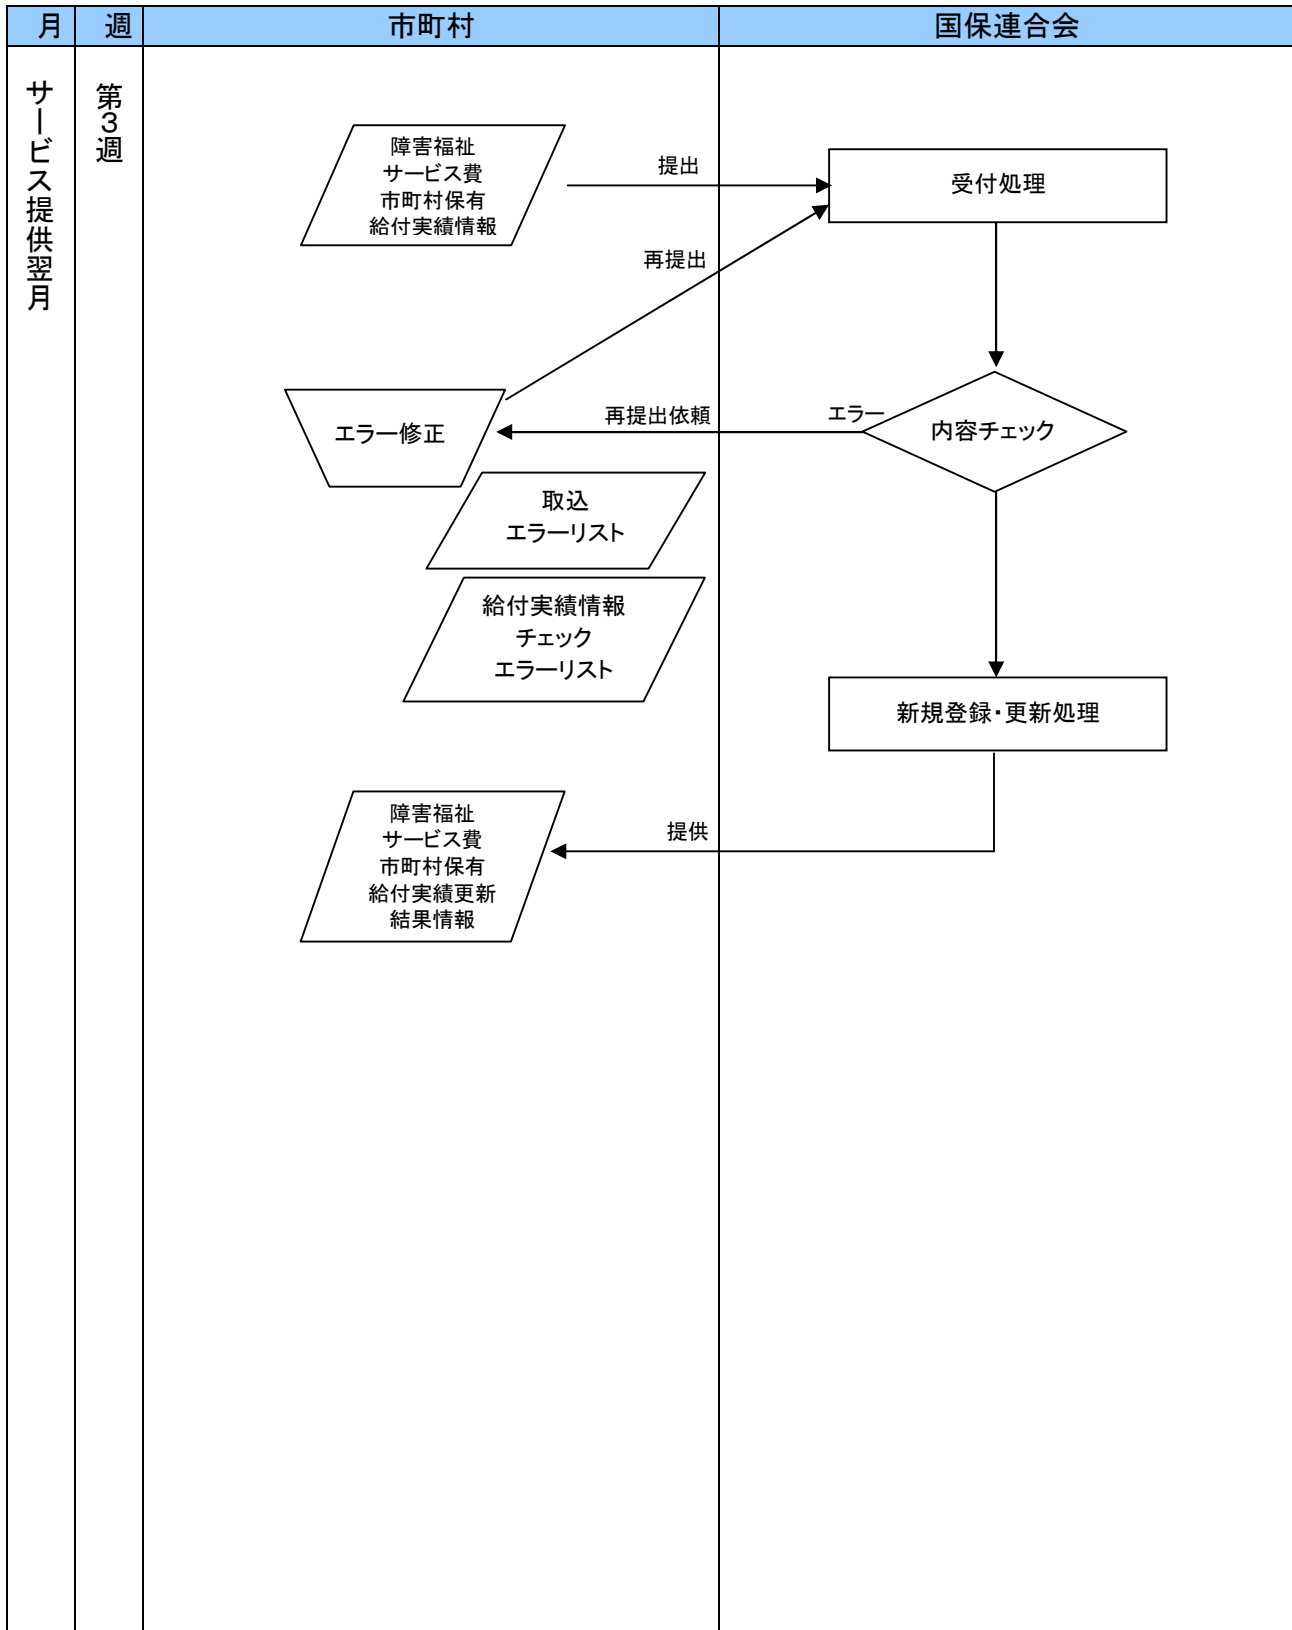 月
週
市町村
国保連合会
サービス提供翌月
第3週
障害福祉
サービス費
市町村保有
給付実績情報
提出
受付処理
再提出
エラー修正
再提出依頼
エラー
内容チェック
取込
エラーリスト
給付実績情報
チェック
エラーリスト
新規登録・更新処理
障害福祉
サービス費
市町村保有
給付実績更新
結果情報
提供